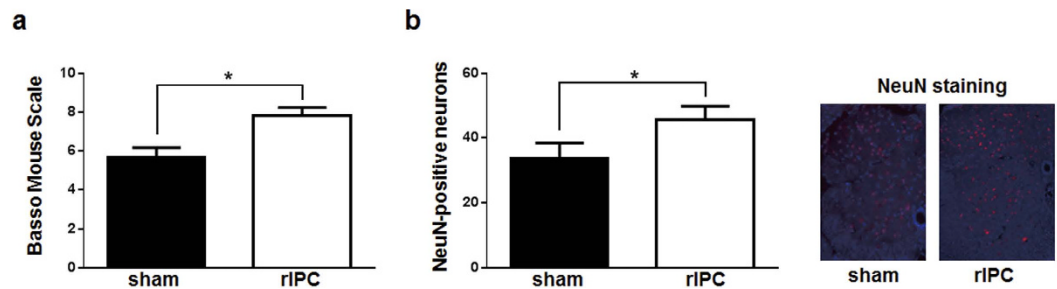 a
Basso Mouse Scale
10
8
6
4
2
0
*
sham
rIPC
b
NeuN-positive neurons
60
40
20
0
*
sham
rIPC
NeuN staining
sham
rIPC